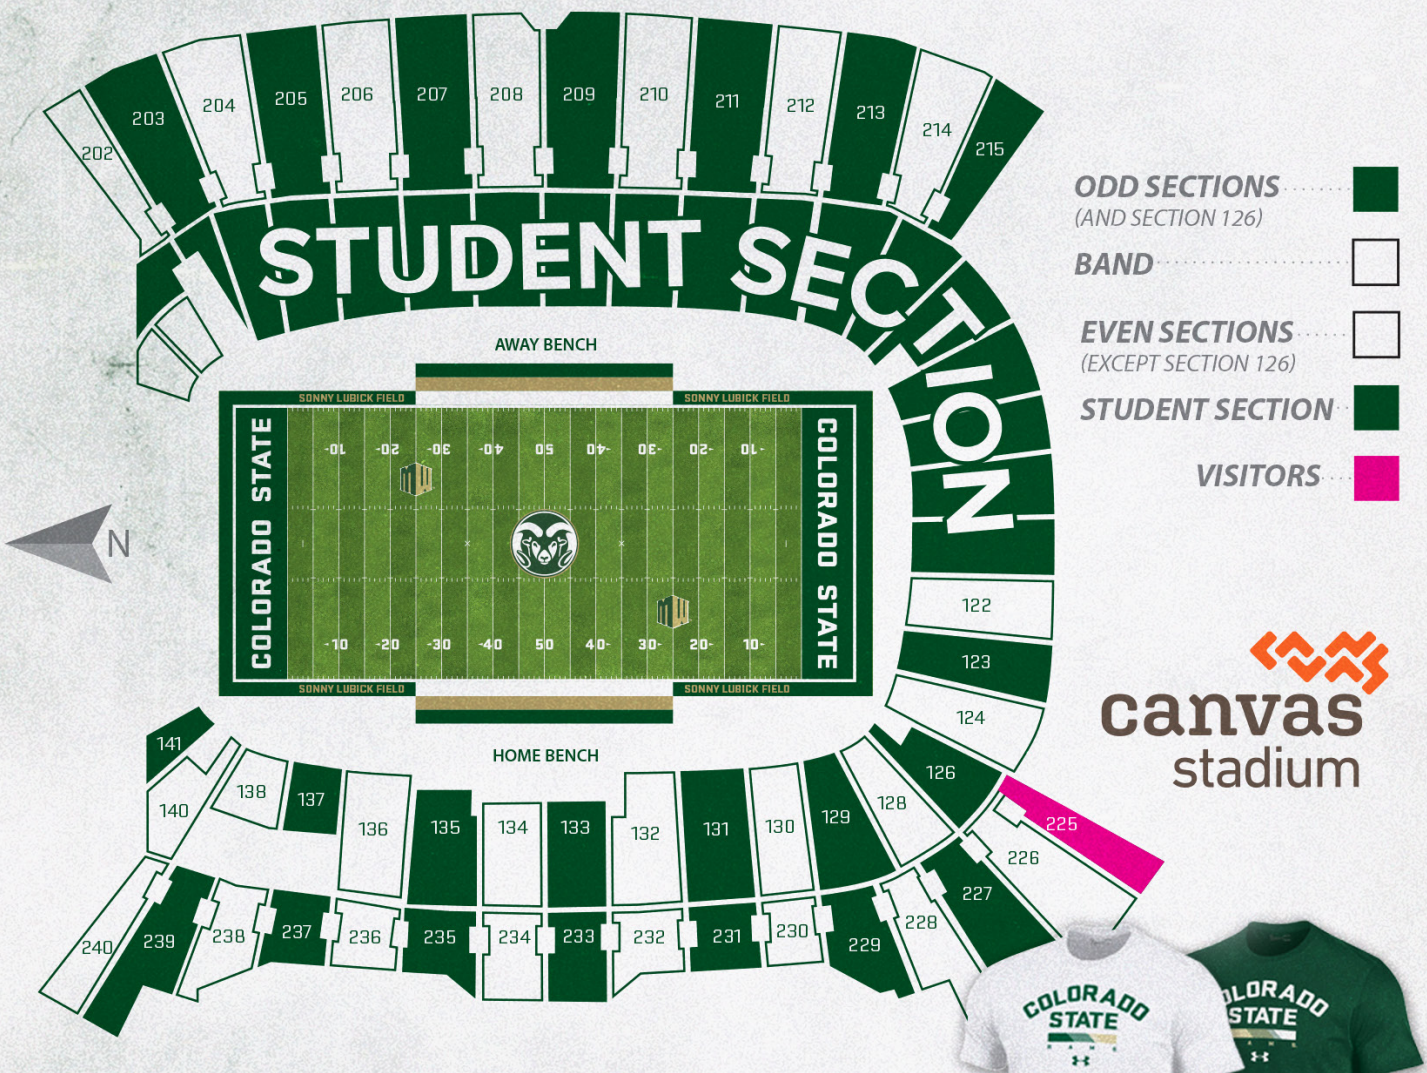 202
203
204
205
206
207
208
209
210
211
212
213
214
215
STUDENT SECTION
AWAY BENCH
SONNY LUBICK FIELD
SONNY LUBICK FIELD
COLORADO STATE
COLORADO STATE
-10 -20 -30 -40 50 40- 30- 20- 10-
-10 -20 -30 -40 50 40- 30- 20- 10-
SONNY LUBICK FIELD
SONNY LUBICK FIELD
HOME BENCH
N
ODD SECTIONS
(AND SECTION 126)
BAND
EVEN SECTIONS
(EXCEPT SECTION 126)
STUDENT SECTION
VISITORS
122
123
124
126
canvas
stadium
141
140
138
137
136
135
134
133
132
131
130
129
128
225
226
227
240
239
238
237
236
235
234
233
232
231
230
229
228
COLORADO
STATE
RAMS
COLORADO
STATE
RAMS